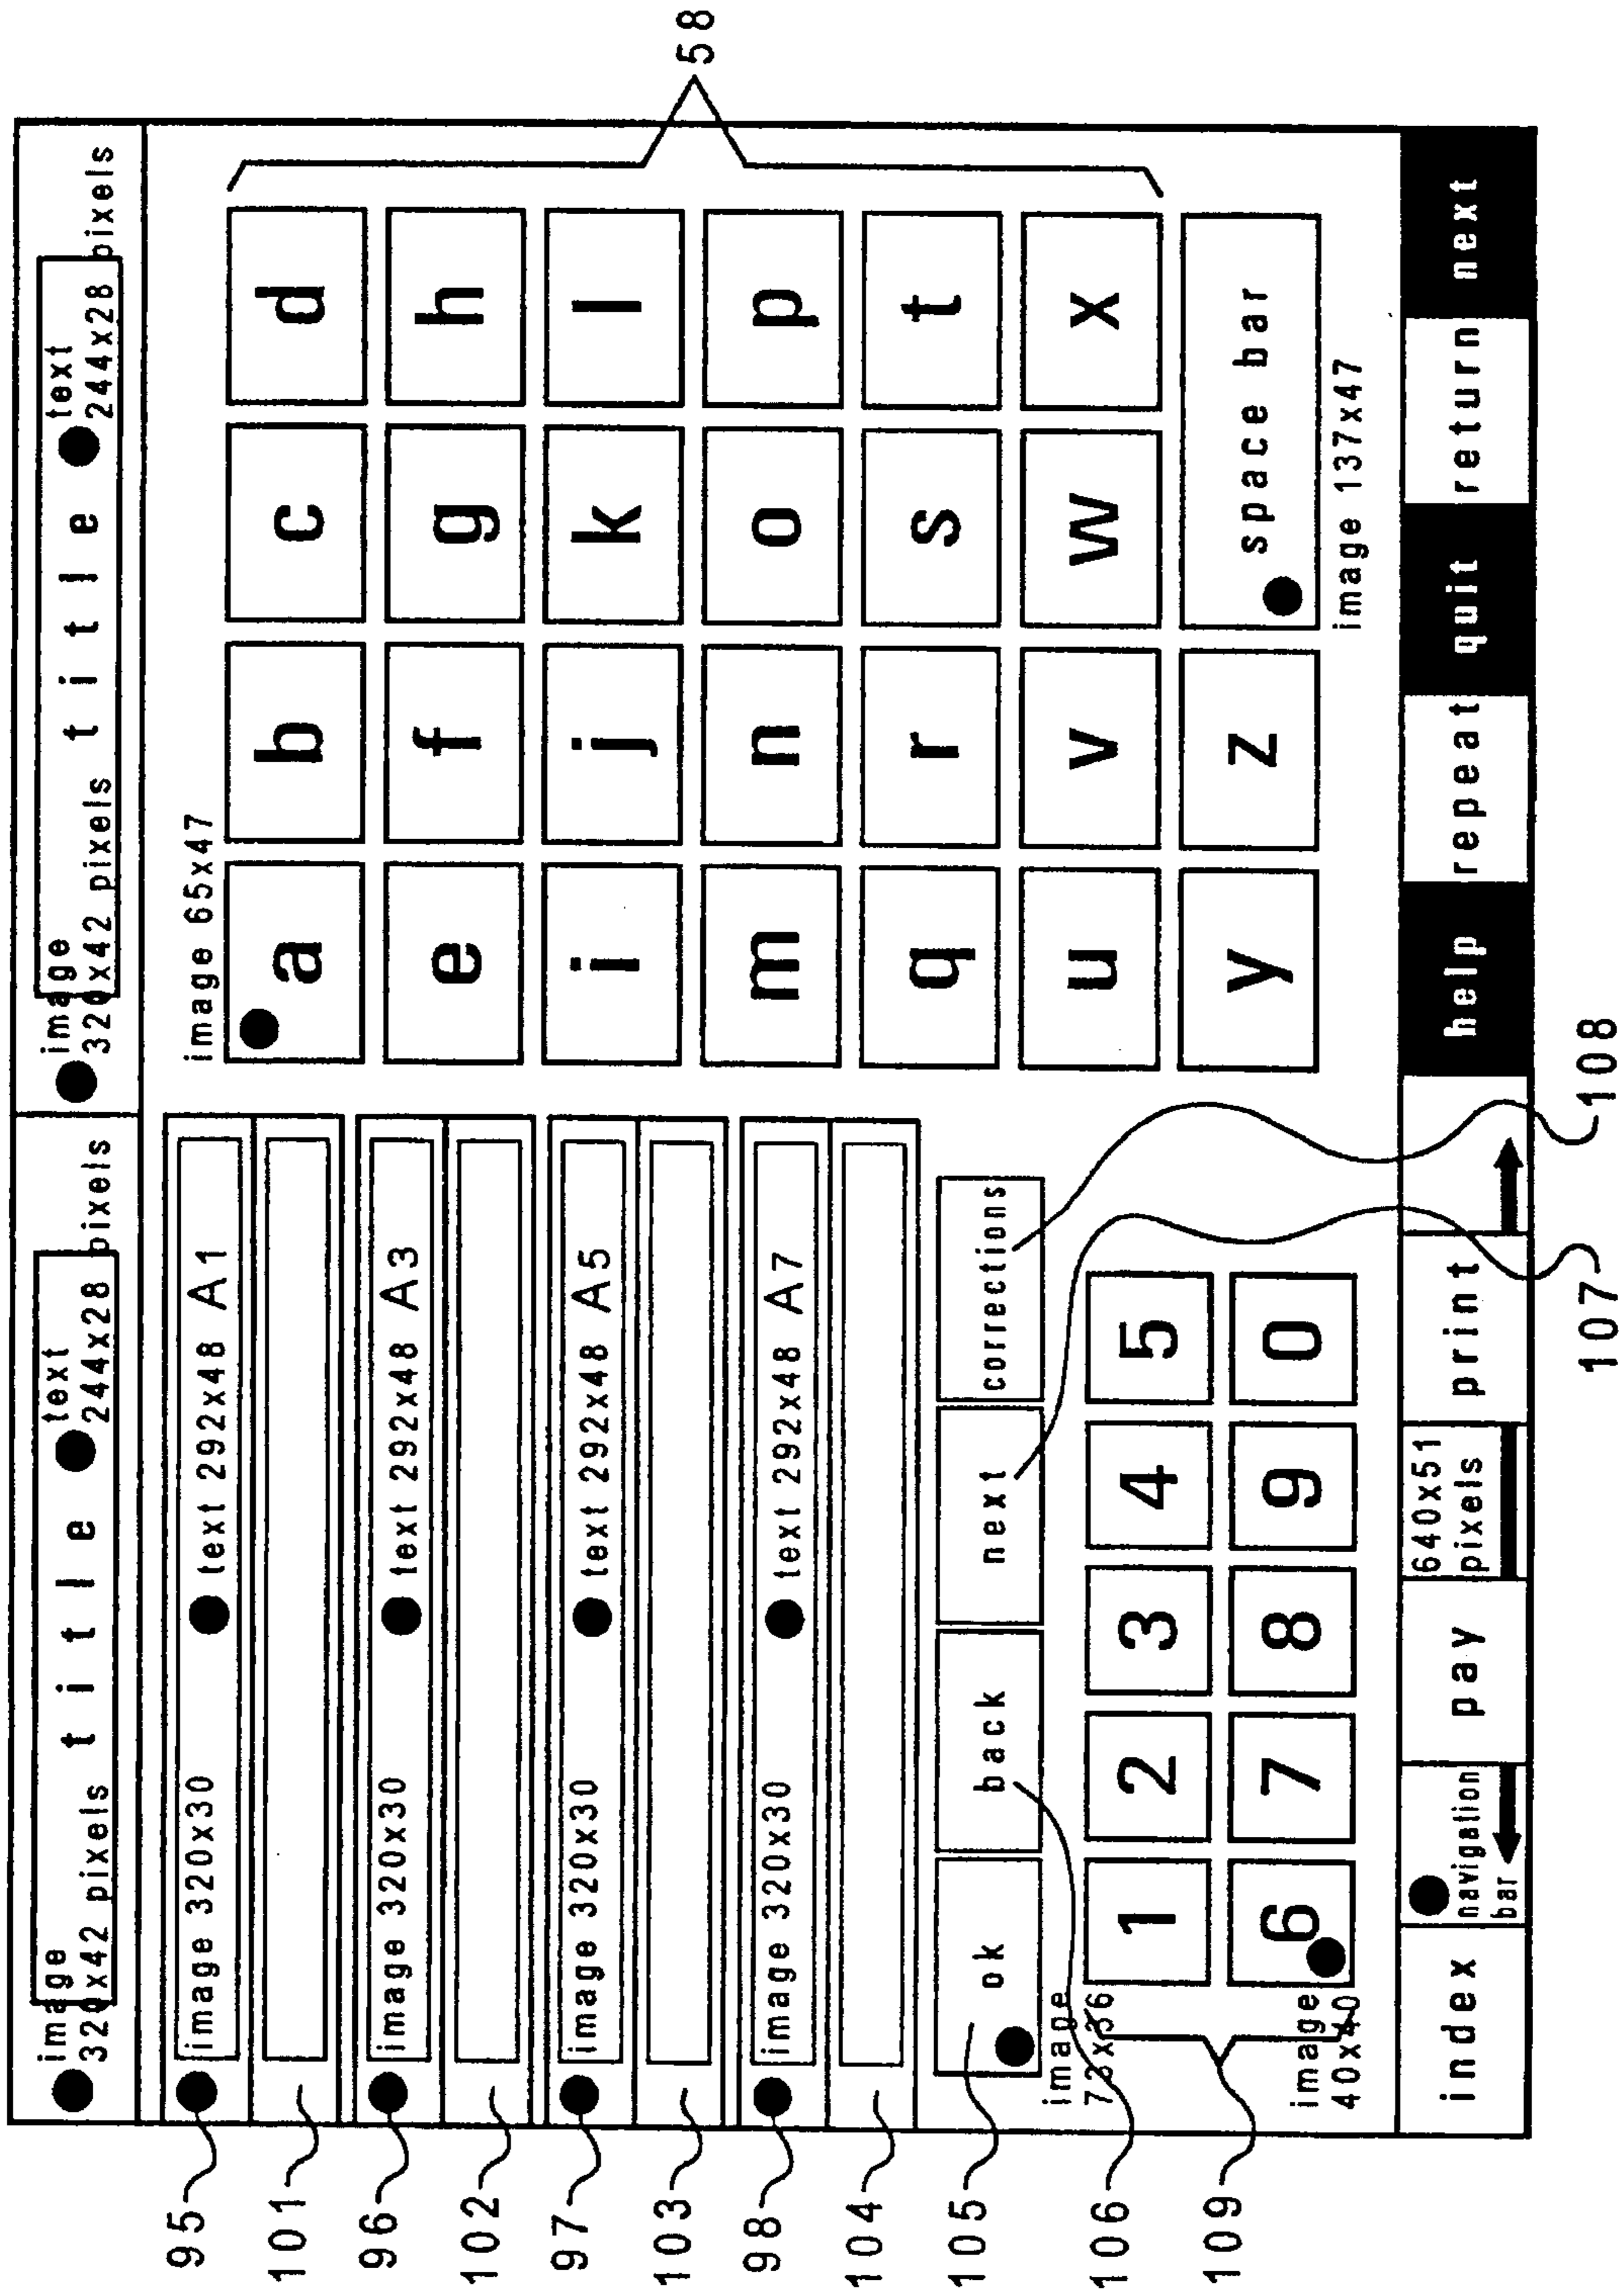 image
320x42 pixels
title
text
244x28 pixels
image
320x42 pixels
title
text
244x28 pixels
95
image 320x30
text 292x48 A1
101
96
image 320x30
text 292x48 A3
102
97
image 320x30
text 292x48 A5
103
98
image 320x30
text 292x48 A7
104
105
ok
back
next
corrections
image
73x36
106
1 2 3 4 5
109
6 7 8 9 0
image
40x40
image 65x47
a b c d
e f g h
i j k l
m n o p
q r s t
u v w x
y z space bar
image 137x47
58
index
navigation
bar
pay
640x51
pixels
print
help
repeat
quit
return
next
107
108